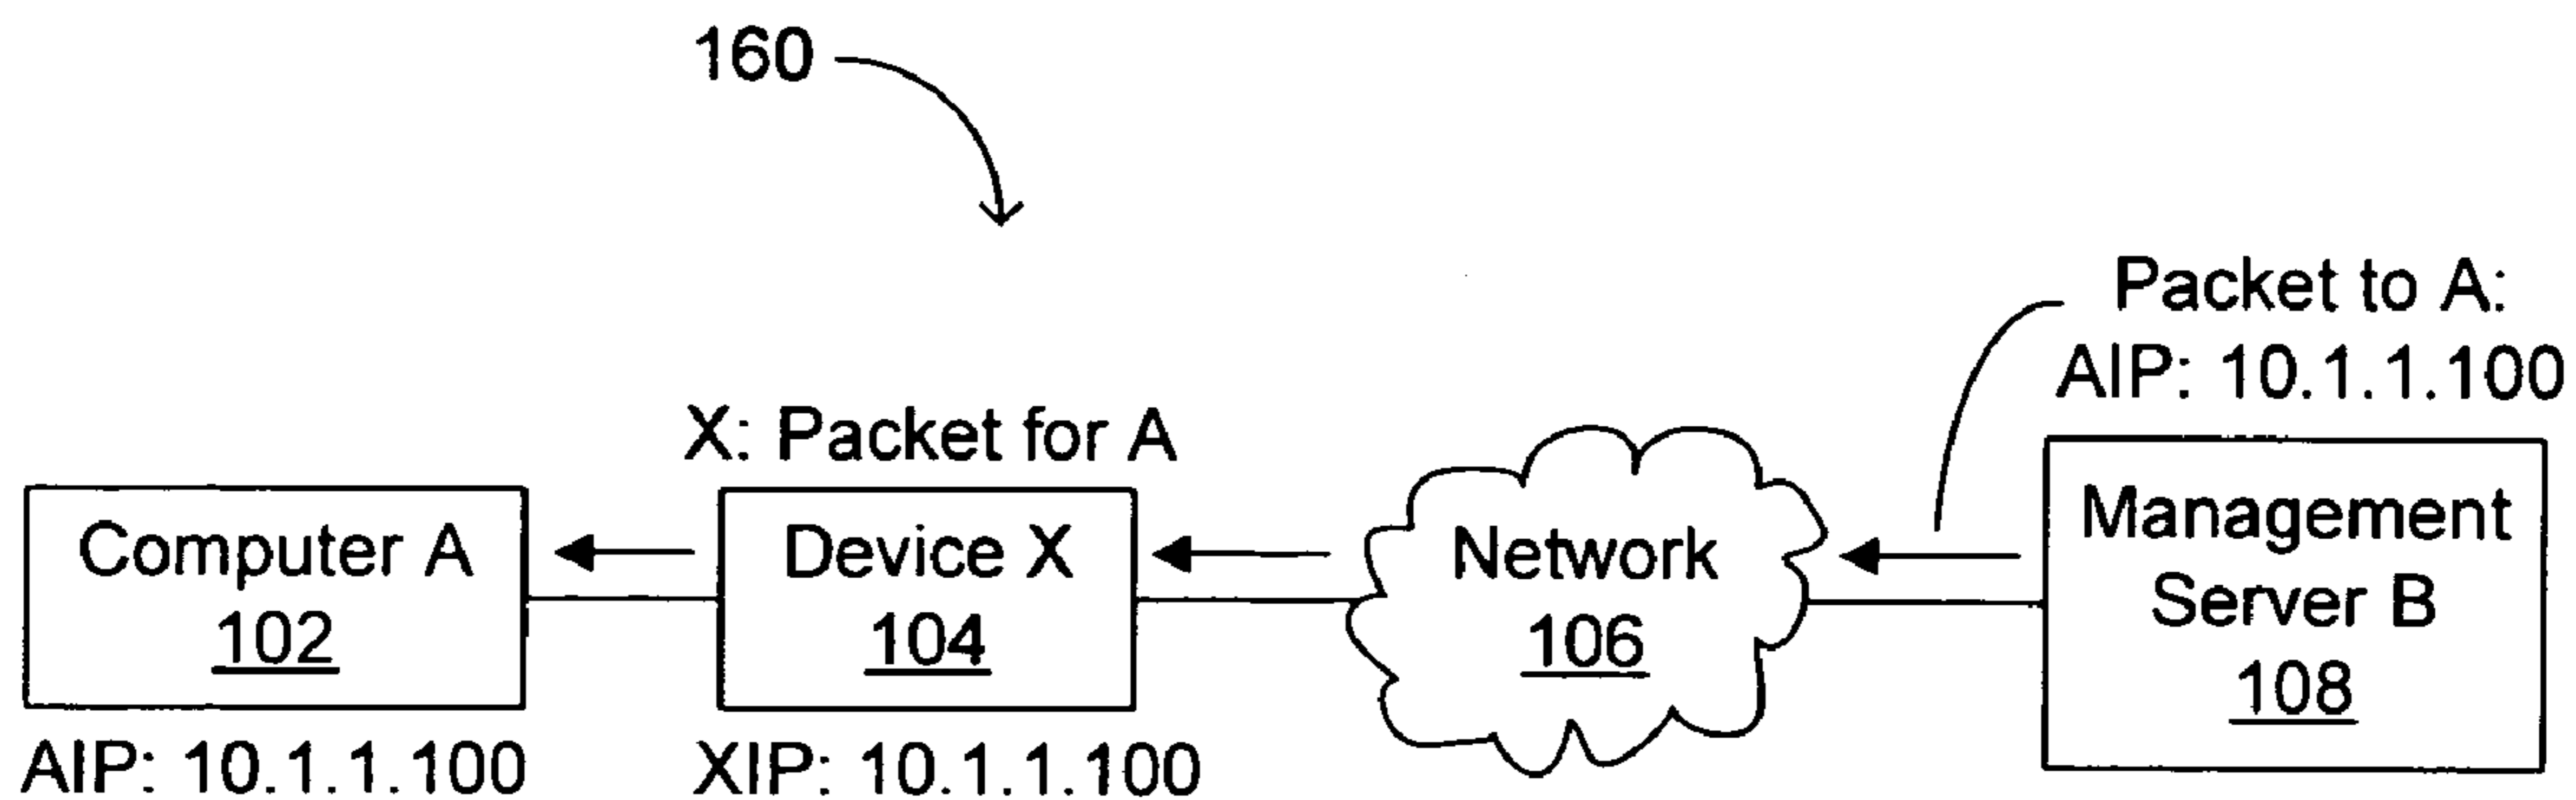 160
Packet to A:
AIP: 10.1.1.100
X: Packet for A
Computer A
102
Device X
104
Network
106
Management
Server B
108
AIP: 10.1.1.100
XIP: 10.1.1.100